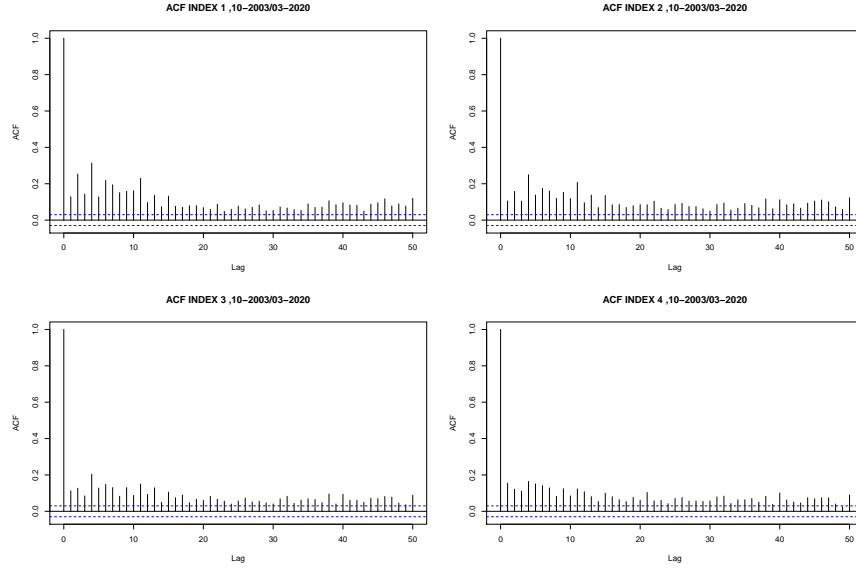 ACF INDEX 1 ,10−2003/03−2020
ACF
0.0 0.2 0.4 0.6 0.8 1.0
0 10 20 30 40 50
Lag
ACF INDEX 2 ,10−2003/03−2020
ACF
0.0 0.2 0.4 0.6 0.8 1.0
0 10 20 30 40 50
Lag
ACF INDEX 3 ,10−2003/03−2020
ACF
0.0 0.2 0.4 0.6 0.8 1.0
0 10 20 30 40 50
Lag
ACF INDEX 4 ,10−2003/03−2020
ACF
0.0 0.2 0.4 0.6 0.8 1.0
0 10 20 30 40 50
Lag